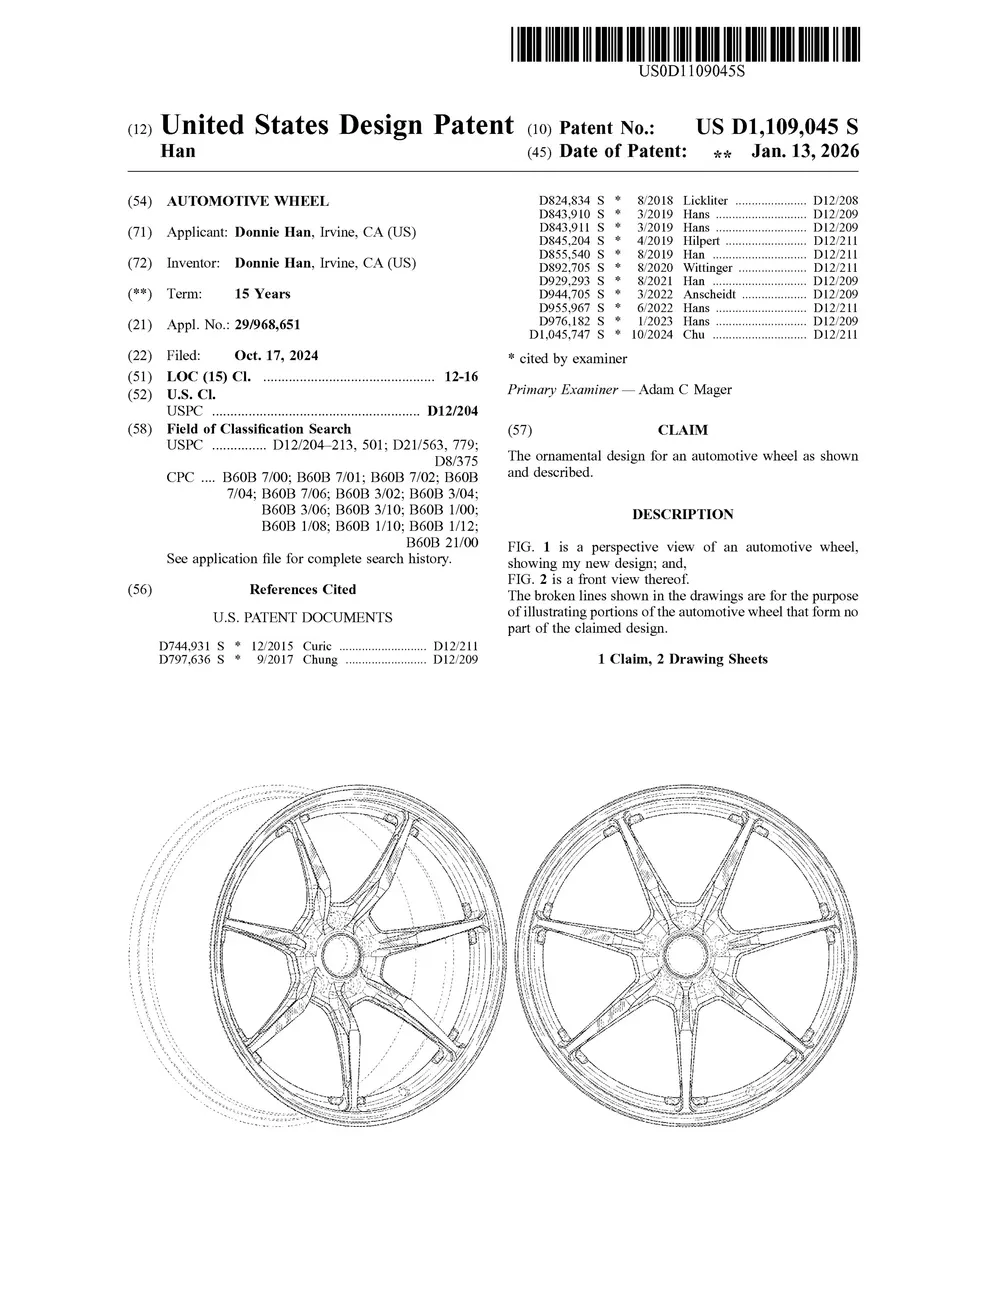 US0D1109045S
(12) United States Design Patent
Han
(10) Patent No.: US D1,109,045 S
(45) Date of Patent: ** Jan. 13, 2026
(54) AUTOMOTIVE WHEEL
(71) Applicant: Donnie Han, Irvine, CA (US)
(72) Inventor: Donnie Han, Irvine, CA (US)
(**) Term: 15 Years
(21) Appl. No.: 29/968,651
(22) Filed: Oct. 17, 2024
(51) LOC (15) Cl. .............................................. 12-16
(52) U.S. Cl.
USPC ........................................................ D12/204
(58) Field of Classification Search
USPC ............... D12/204–213, 501; D21/563, 779;
D8/375
CPC .... B60B 7/00; B60B 7/01; B60B 7/02; B60B
7/04; B60B 7/06; B60B 3/02; B60B 3/04;
B60B 3/06; B60B 3/10; B60B 1/00;
B60B 1/08; B60B 1/10; B60B 1/12;
B60B 21/00
See application file for complete search history.
(56) References Cited
U.S. PATENT DOCUMENTS
D744,931 S * 12/2015 Curic ........................... D12/211
D797,636 S * 9/2017 Chung ......................... D12/209
D824,834 S * 8/2018 Lickliter ...................... D12/208
D843,910 S * 3/2019 Hans ............................ D12/209
D843,911 S * 3/2019 Hans ............................ D12/209
D845,204 S * 4/2019 Hilpert ......................... D12/211
D855,540 S * 8/2019 Han ............................. D12/211
D892,705 S * 8/2020 Wittinger ..................... D12/211
D929,293 S * 8/2021 Han ............................. D12/209
D944,705 S * 3/2022 Anscheidt .................... D12/209
D955,967 S * 6/2022 Hans ............................ D12/211
D976,182 S * 1/2023 Hans ............................ D12/209
D1,045,747 S * 10/2024 Chu ............................. D12/211
* cited by examiner
Primary Examiner — Adam C Mager
(57) CLAIM
The ornamental design for an automotive wheel as shown
and described.
DESCRIPTION
FIG. 1 is a perspective view of an automotive wheel,
showing my new design; and,
FIG. 2 is a front view thereof.
The broken lines shown in the drawings are for the purpose
of illustrating portions of the automotive wheel that form no
part of the claimed design.
1 Claim, 2 Drawing Sheets